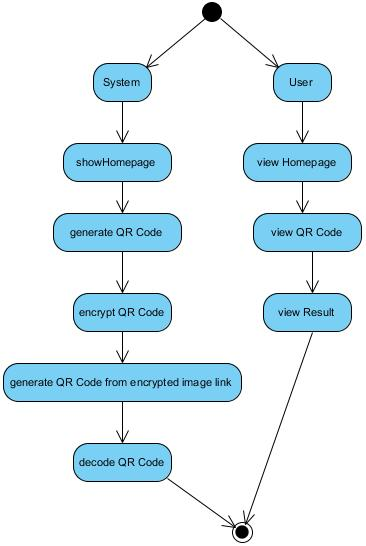 System
User
showHomepage
view Homepage
generate QR Code
view QR Code
encrypt QR Code
view Result
generate QR Code from encrypted image link
decode QR Code